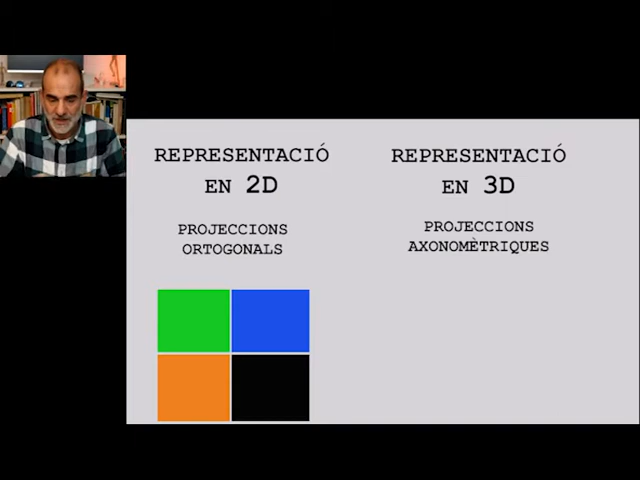 REPRESENTACIÓ
EN 2D
PROJECCIONS
ORTOGONALS
REPRESENTACIÓ
EN 3D
PROJECCIONS
AXONOMÈTRIQUES